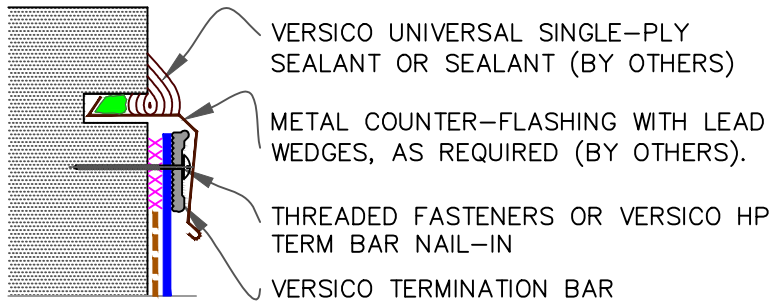 VERSICO UNIVERSAL SINGLE-PLY
SEALANT OR SEALANT (BY OTHERS)
METAL COUNTER-FLASHING WITH LEAD
WEDGES, AS REQUIRED (BY OTHERS).
THREADED FASTENERS OR VERSICO HP
TERM BAR NAIL-IN
VERSICO TERMINATION BAR